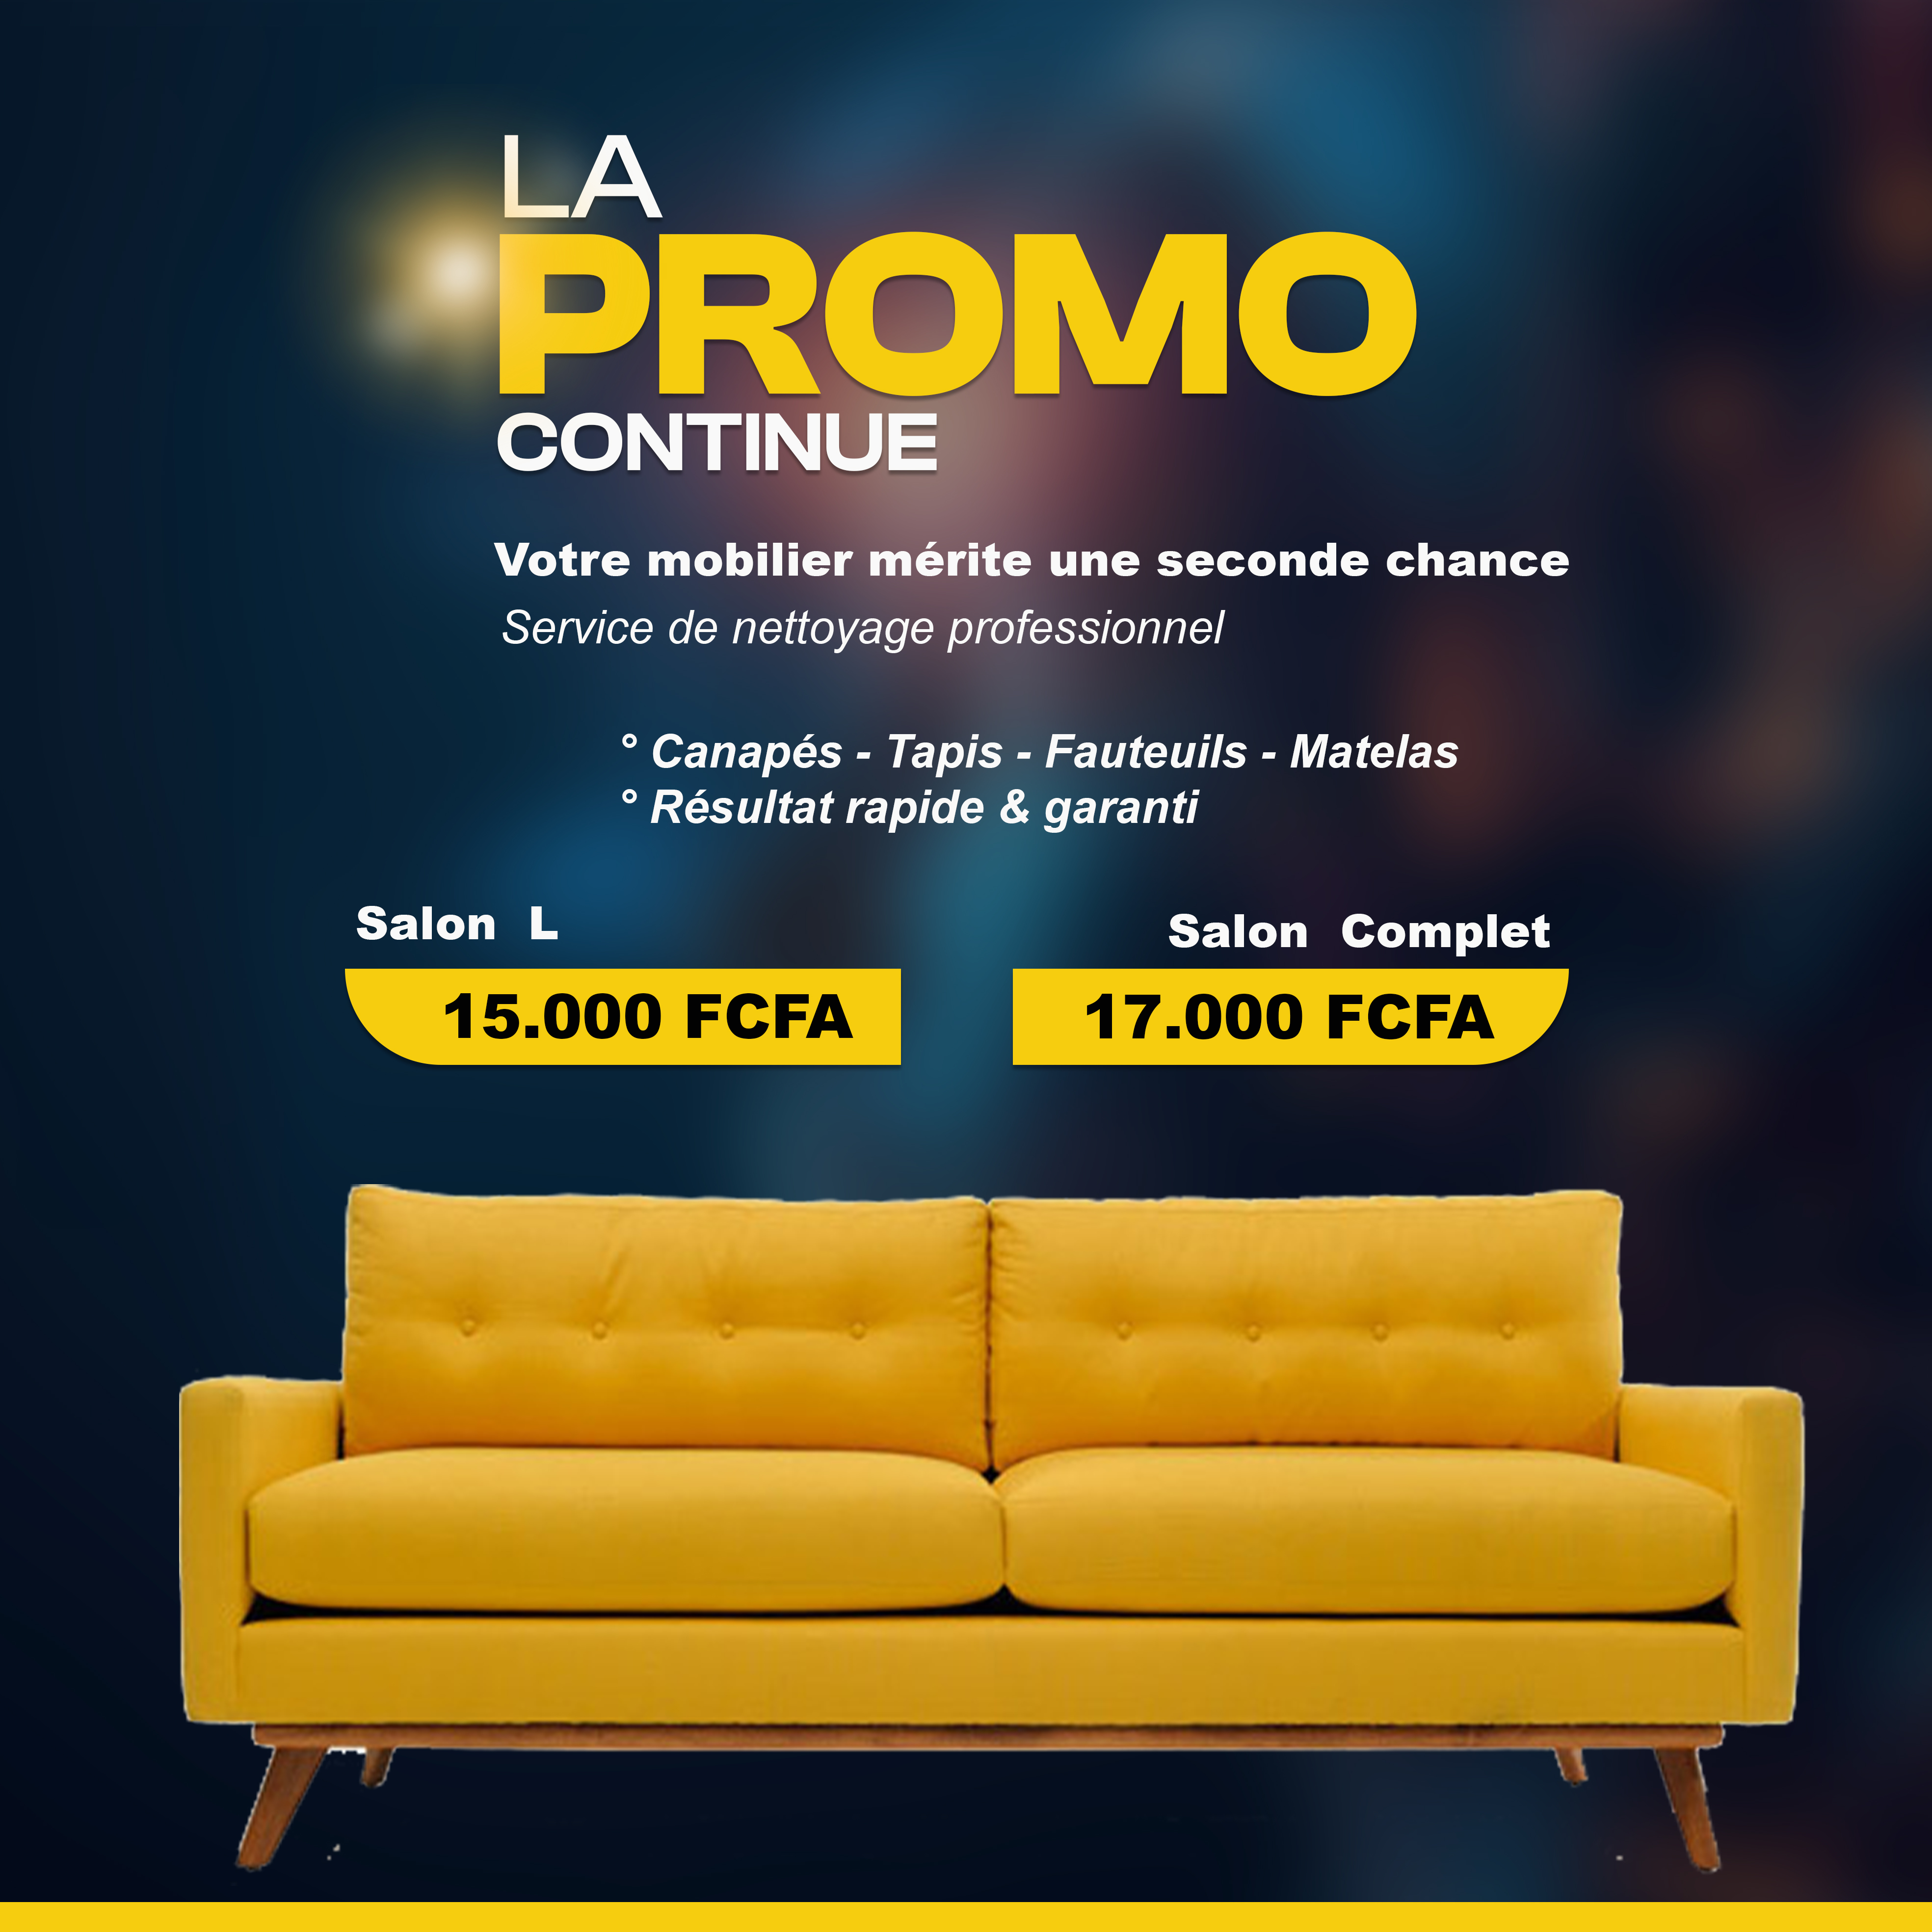 LA
PROMO
CONTINUE
Votre mobilier mérite une seconde chance
Service de nettoyage professionnel
° Canapés - Tapis - Fauteuils - Matelas
° Résultat rapide & garanti
Salon L
15.000 FCFA
Salon Complet
17.000 FCFA